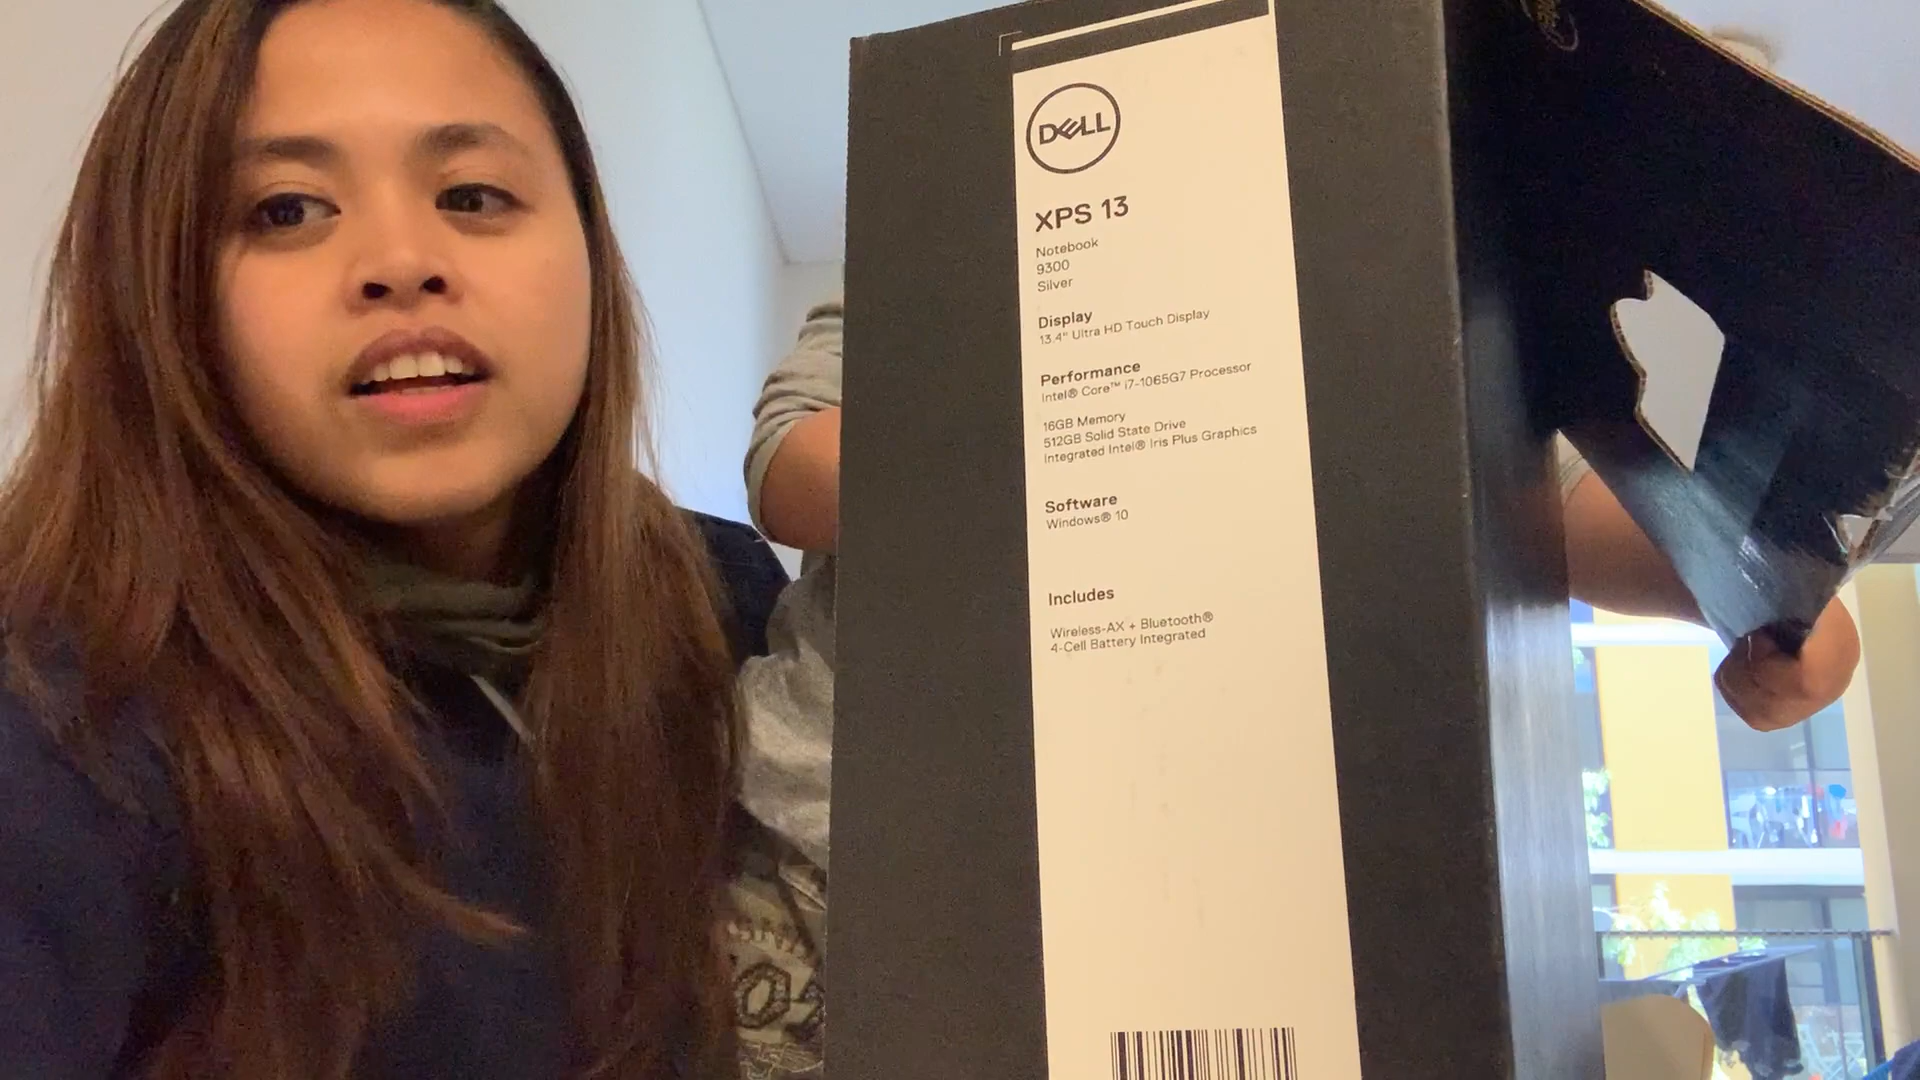 DELL
XPS 13
Notebook
9300
Silver
Display
13.4" Ultra HD Touch Display
Performance
Intel® Core™ i7-1065G7 Processor
16GB Memory
512GB Solid State Drive
Integrated Intel® Iris Plus Graphics
Software
Windows® 10
Includes
Wireless-AX + Bluetooth®
4-Cell Battery Integrated